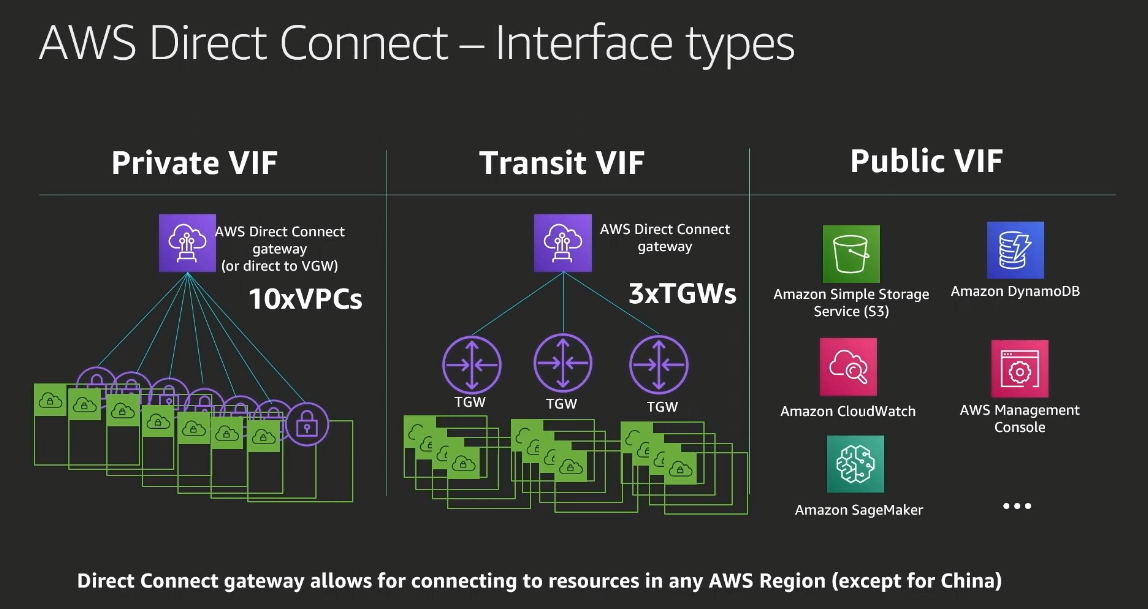 AWS Direct Connect – Interface types
Private VIF
AWS Direct Connect
gateway
(or direct to VGW)
10xVPCs
Transit VIF
AWS Direct Connect
gateway
3xTGWs
TGW
TGW
TGW
Public VIF
Amazon Simple Storage
Service (S3)
Amazon DynamoDB
Amazon CloudWatch
AWS Management
Console
Amazon SageMaker
...
Direct Connect gateway allows for connecting to resources in any AWS Region (except for China)